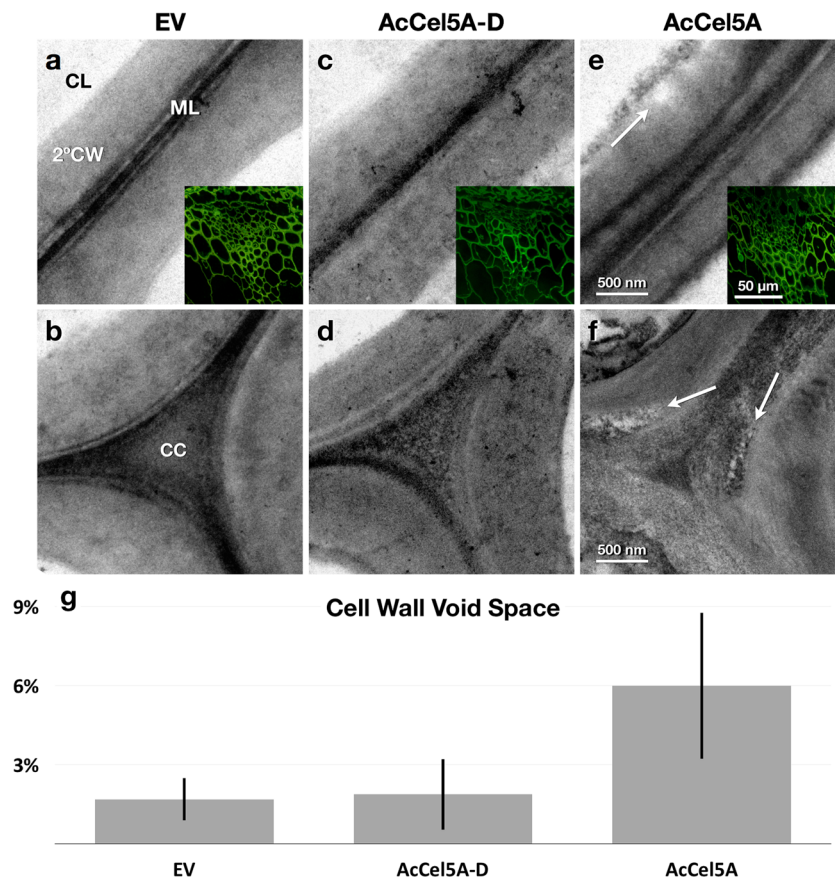 EV
AcCel5A-D
AcCel5A
a
CL
ML
2°CW
c
e
500 nm
50 µm
b
CC
d
f
500 nm
g
Cell Wall Void Space
9%
6%
3%
EV
AcCel5A-D
AcCel5A